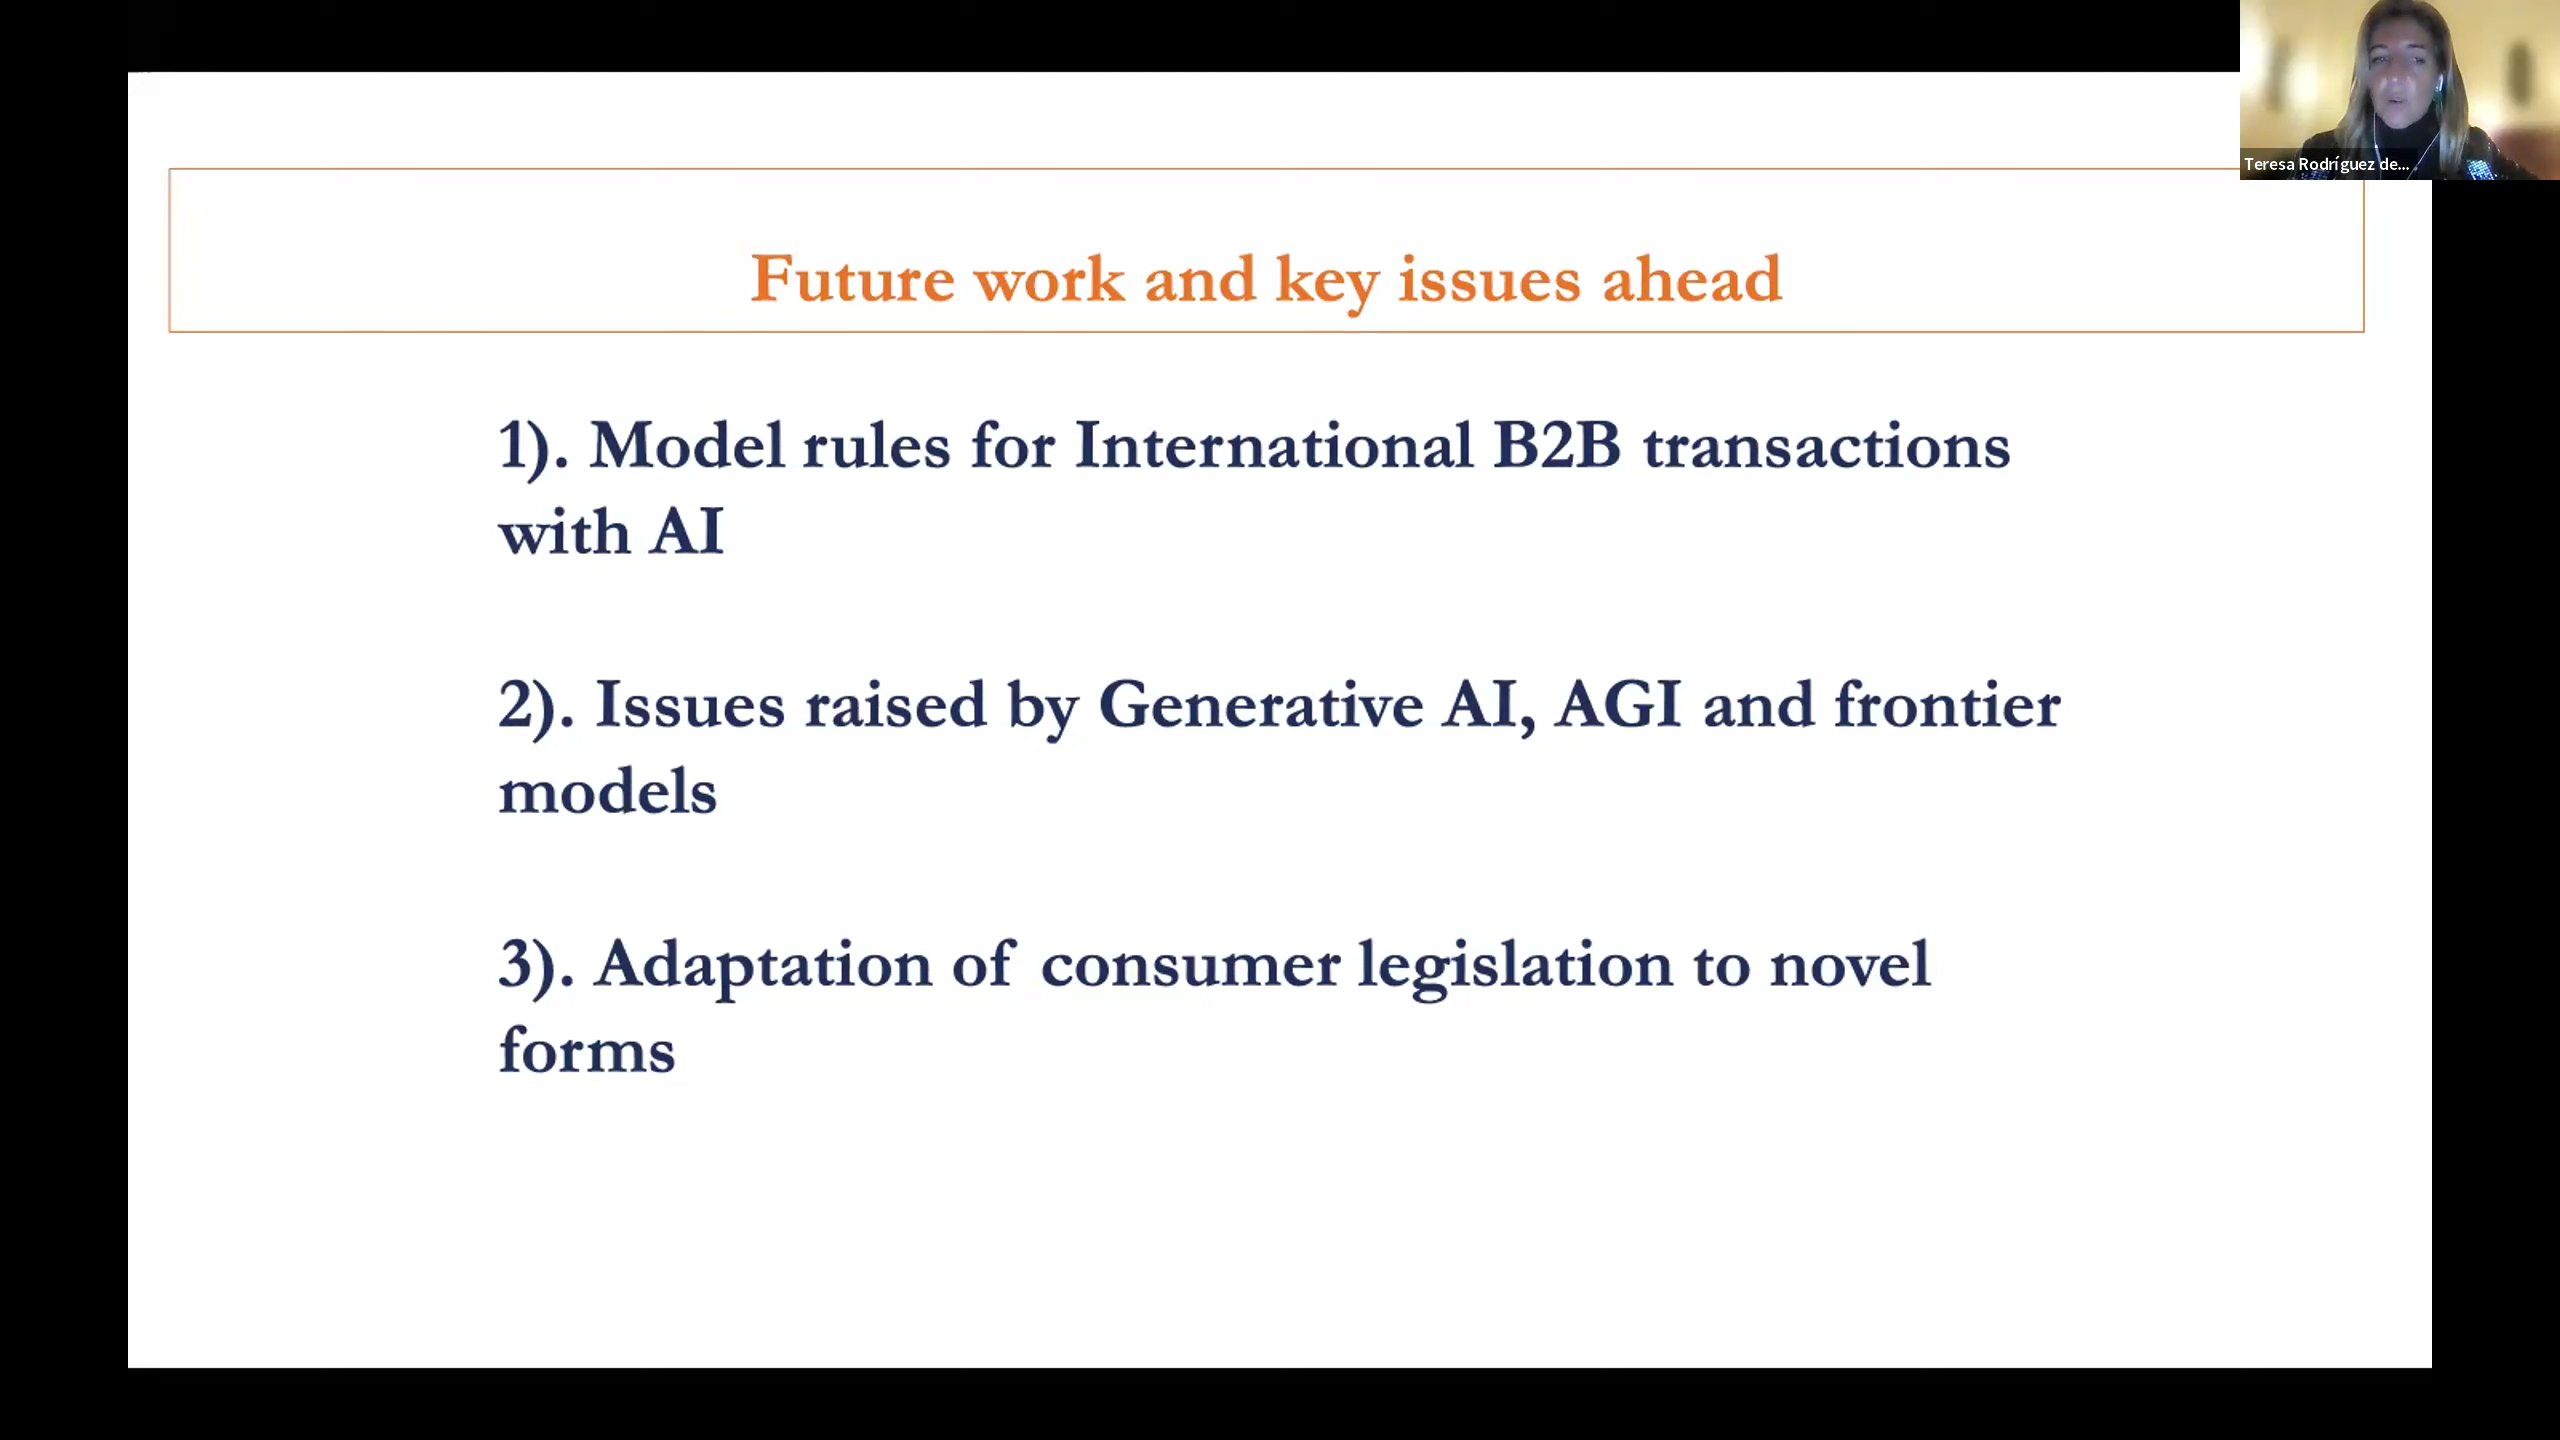 Teresa Rodríguez de...
Future work and key issues ahead
1). Model rules for International B2B transactions
with AI
2). Issues raised by Generative AI, AGI and frontier
models
3). Adaptation of consumer legislation to novel
forms